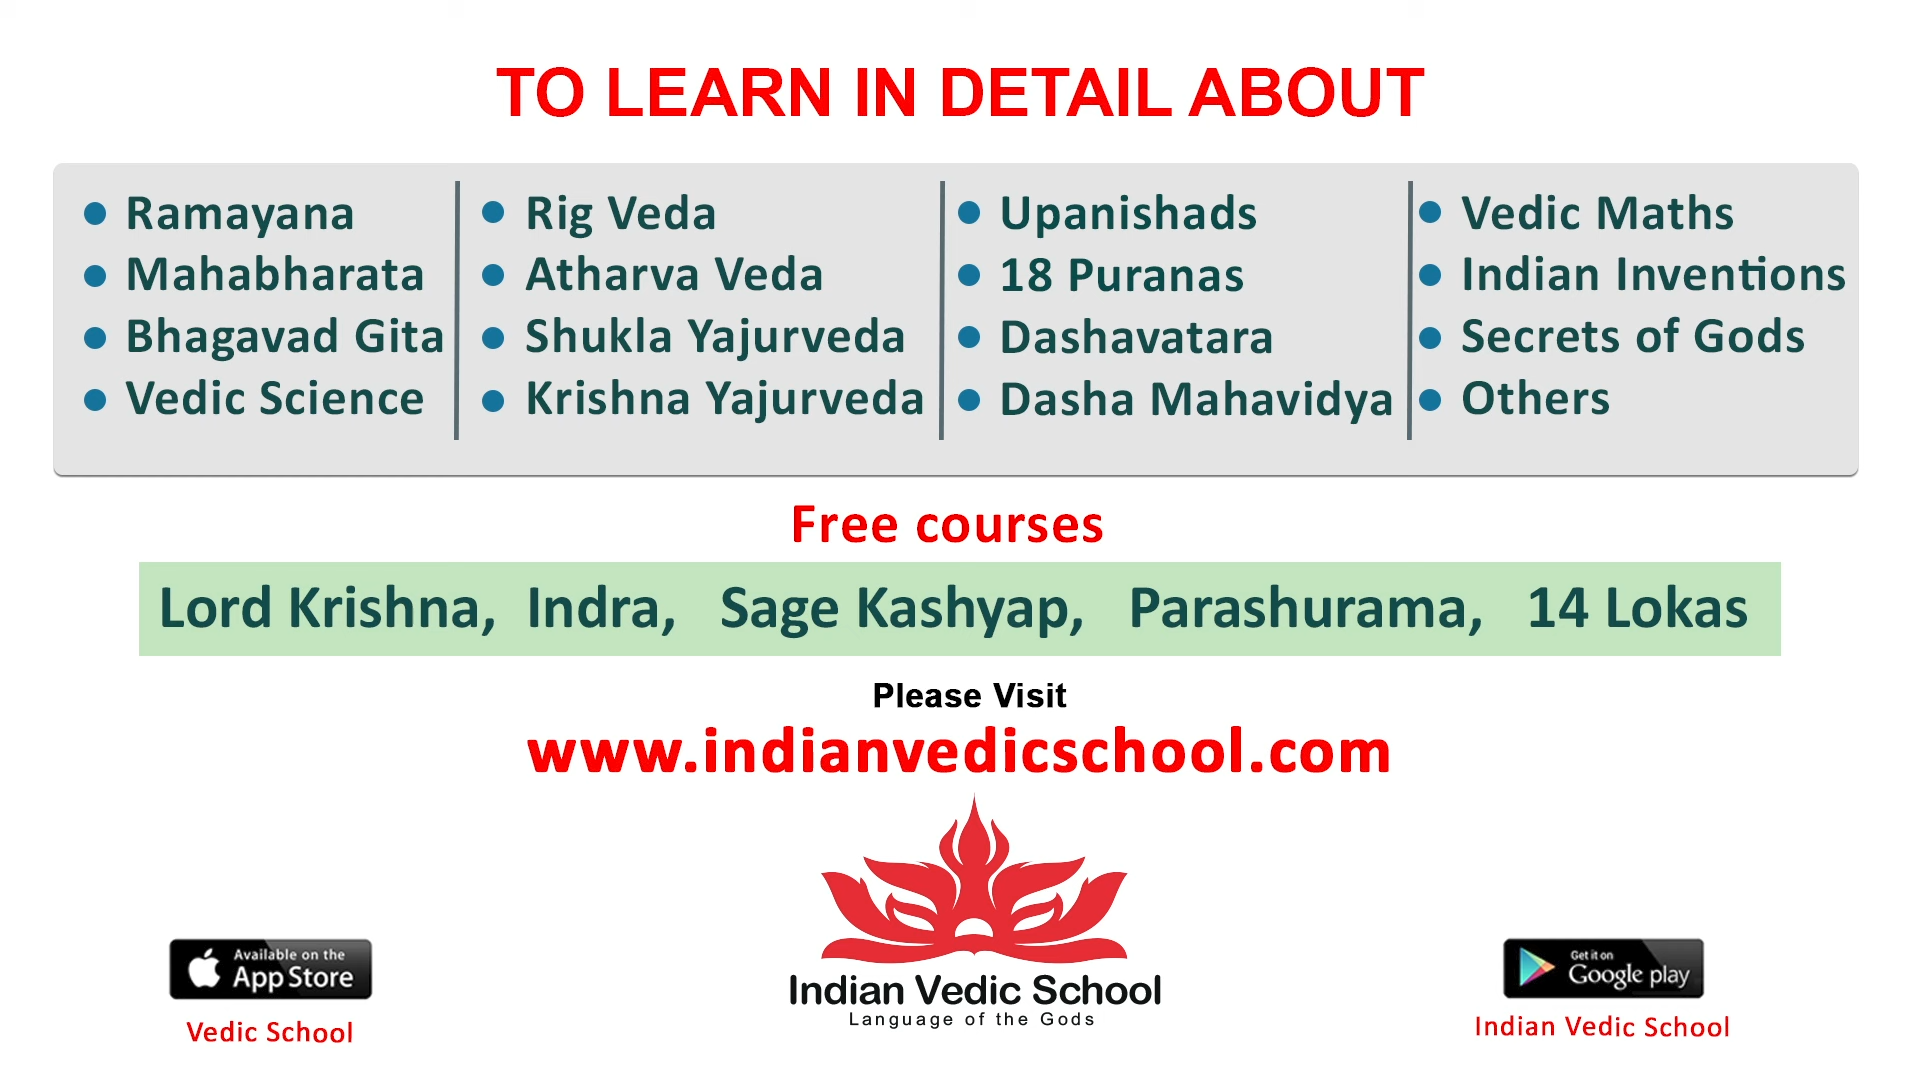 TO LEARN IN DETAIL ABOUT
Ramayana
Mahabharata
Bhagavad Gita
Vedic Science
Rig Veda
Atharva Veda
Shukla Yajurveda
Krishna Yajurveda
Upanishads
18 Puranas
Dashavatara
Dasha Mahavidya
Vedic Maths
Indian Inventions
Secrets of Gods
Others
Free courses
Lord Krishna, Indra, Sage Kashyap, Parashurama, 14 Lokas
Please Visit
www.indianvedicschool.com
Indian Vedic School
Language of the Gods
Available on the
App Store
Vedic School
Get it on
Google play
Indian Vedic School